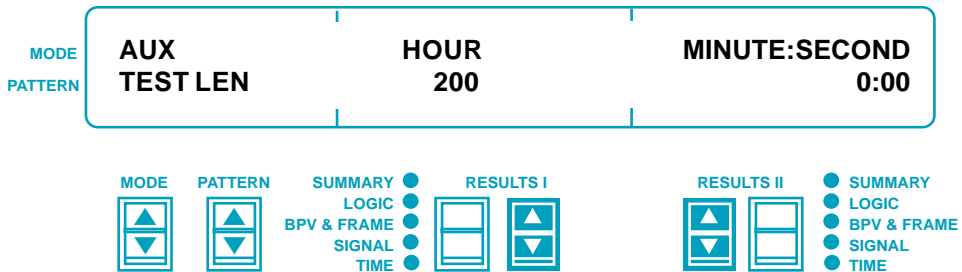 MODE AUX HOUR MINUTE:SECOND
PATTERN TEST LEN 200 0:00
MODE PATTERN SUMMARY RESULTS I RESULTS II SUMMARY
LOGIC LOGIC
BPV & FRAME BPV & FRAME
SIGNAL SIGNAL
TIME TIME